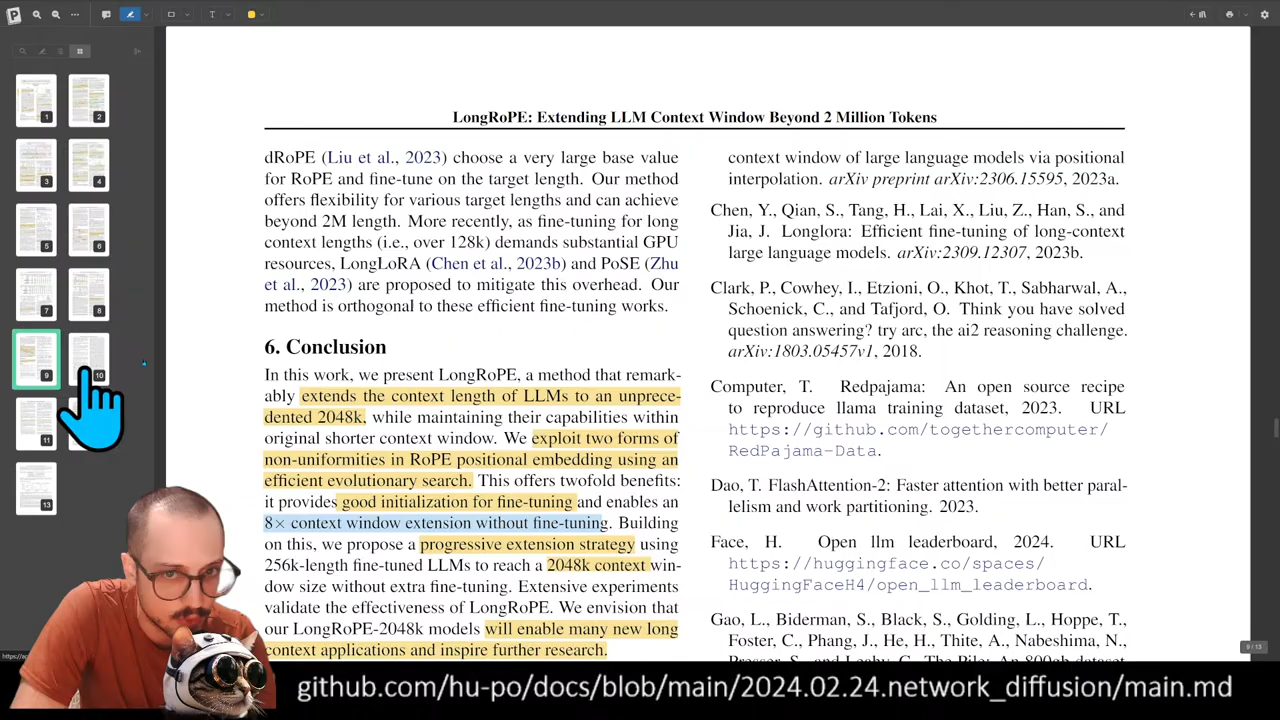 LongRoPE: Extending LLM Context Window Beyond 2 Million Tokens
dRoPE (Liu et al., 2023) choose a very large base value
for RoPE and fine-tune on the target length. Our method
offers flexibility for various target lengths and can achieve
beyond 2M length. More recently, as fine-tuning for long
context lengths (i.e., over 128k) demands substantial GPU
resources, LongLoRA (Chen et al., 2023b) and PoSE (Zhu
et al., 2023) are proposed to mitigate this overhead. Our
method is orthogonal to these efficient fine-tuning works.
6. Conclusion
In this work, we present LongRoPE, a method that remark-
ably extends the context length of LLMs to an unprece-
dented 2048k, while maintaining their capabilities within
original shorter context window. We exploit two forms of
non-uniformities in RoPE positional embedding using an
efficient evolutionary search. This offers twofold benefits:
it provides good initialization for fine-tuning and enables an
8× context window extension without fine-tuning. Building
on this, we propose a progressive extension strategy using
256k-length fine-tuned LLMs to reach a 2048k context win-
dow size without extra fine-tuning. Extensive experiments
validate the effectiveness of LongRoPE. We envision that
our LongRoPE-2048k models will enable many new long
context applications and inspire further research.
context window of large language models via positional
interpolation. arXiv preprint arXiv:2306.15595, 2023a.
Chen, Y., Qian, S., Tang, H., Lai, X., Liu, Z., Han, S., and
Jia, J. Longlora: Efficient fine-tuning of long-context
large language models. arXiv:2309.12307, 2023b.
Clark, P., Cowhey, I., Etzioni, O., Khot, T., Sabharwal, A.,
Schoenick, C., and Tafjord, O. Think you have solved
question answering? try arc, the ai2 reasoning challenge.
arXiv:1803.05457v1, 2018.
Computer, T. Redpajama: An open source recipe
to reproduce llama training dataset, 2023. URL
https://github.com/togethercomputer/
RedPajama-Data.
Dao, T. FlashAttention-2: Faster attention with better paral-
lelism and work partitioning. 2023.
Face, H. Open llm leaderboard, 2024. URL
https://huggingface.co/spaces/
HuggingFaceH4/open_llm_leaderboard.
Gao, L., Biderman, S., Black, S., Golding, L., Hoppe, T.,
Foster, C., Phang, J., He, H., Thite, A., Nabeshima, N.,
1
2
3
4
5
6
7
8
9
10
11
13
9 / 13
github.com/hu-po/docs/blob/main/2024.02.24.network_diffusion/main.md